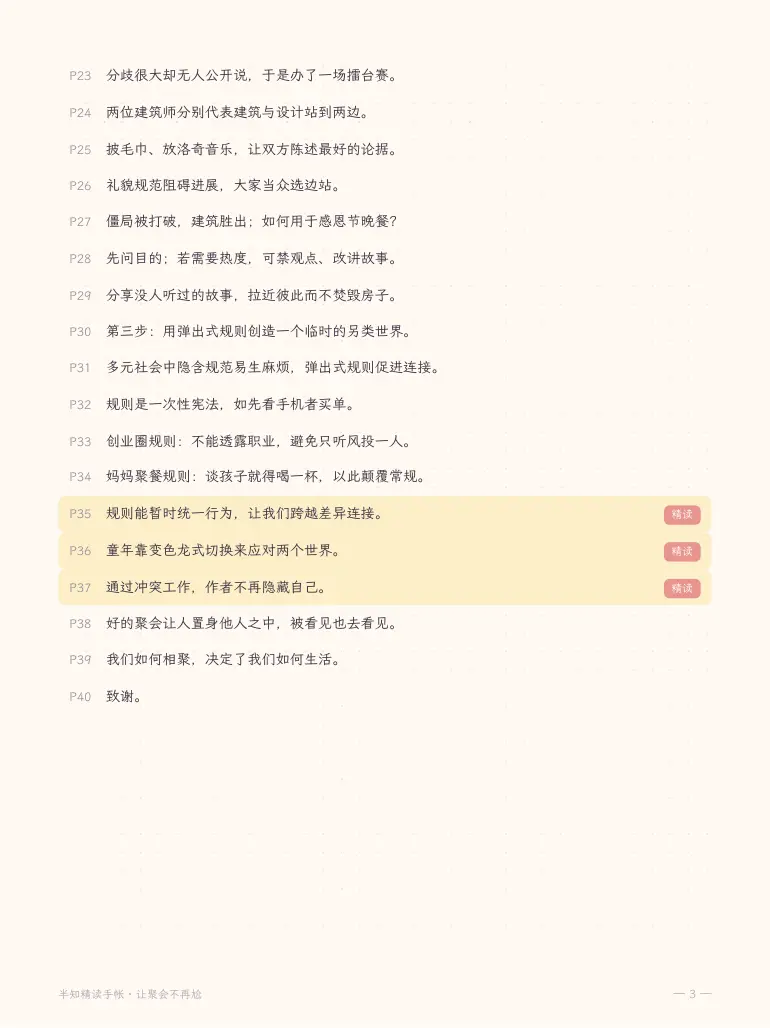 P23 分歧很大却无人公开说，于是办了一场擂台赛。
P24 两位建筑师分别代表建筑与设计站到两边。
P25 披毛巾、放洛奇音乐，让双方陈述最好的论据。
P26 礼貌规范阻碍进展，大家当众选边站。
P27 僵局被打破，建筑胜出；如何用于感恩节晚餐？
P28 先问目的；若需要热度，可禁观点、改讲故事。
P29 分享没人听过的故事，拉近彼此而不焚毁房子。
P30 第三步：用弹出式规则创造一个临时的另类世界。
P31 多元社会中隐含规范易生麻烦，弹出式规则促进连接。
P32 规则是一次性宪法，如先看手机者买单。
P33 创业圈规则：不能透露职业，避免只听风投一人。
P34 妈妈聚餐规则：谈孩子就得喝一杯，以此颠覆常规。
P35 规则能暂时统一行为，让我们跨越差异连接。 精读
P36 童年靠变色龙式切换来应对两个世界。 精读
P37 通过冲突工作，作者不再隐藏自己。 精读
P38 好的聚会让人置身他人之中，被看见也去看见。
P39 我们如何相聚，决定了我们如何生活。
P40 致谢。
半知精读手帐·让聚会不再尬 — 3 —